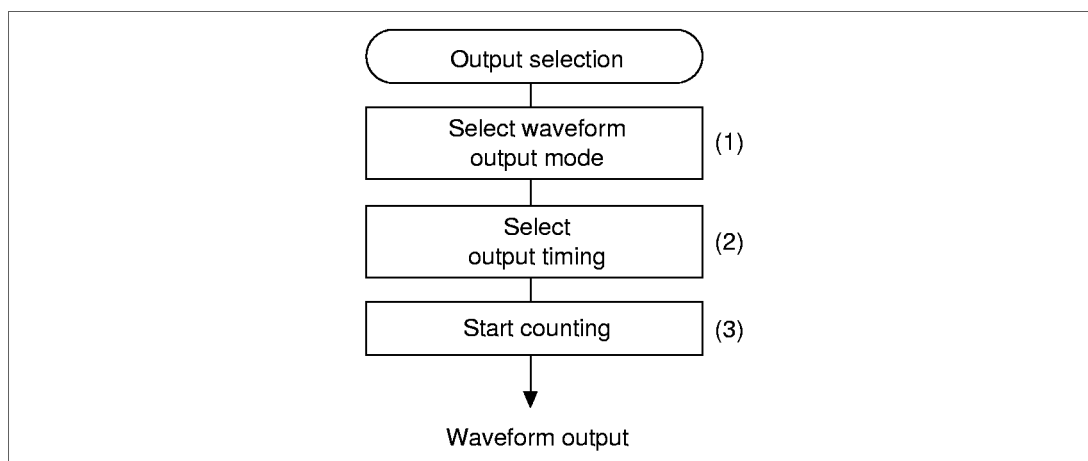 Output selection
Select waveform
output mode
(1)
Select
output timing
(2)
Start counting
(3)
Waveform output